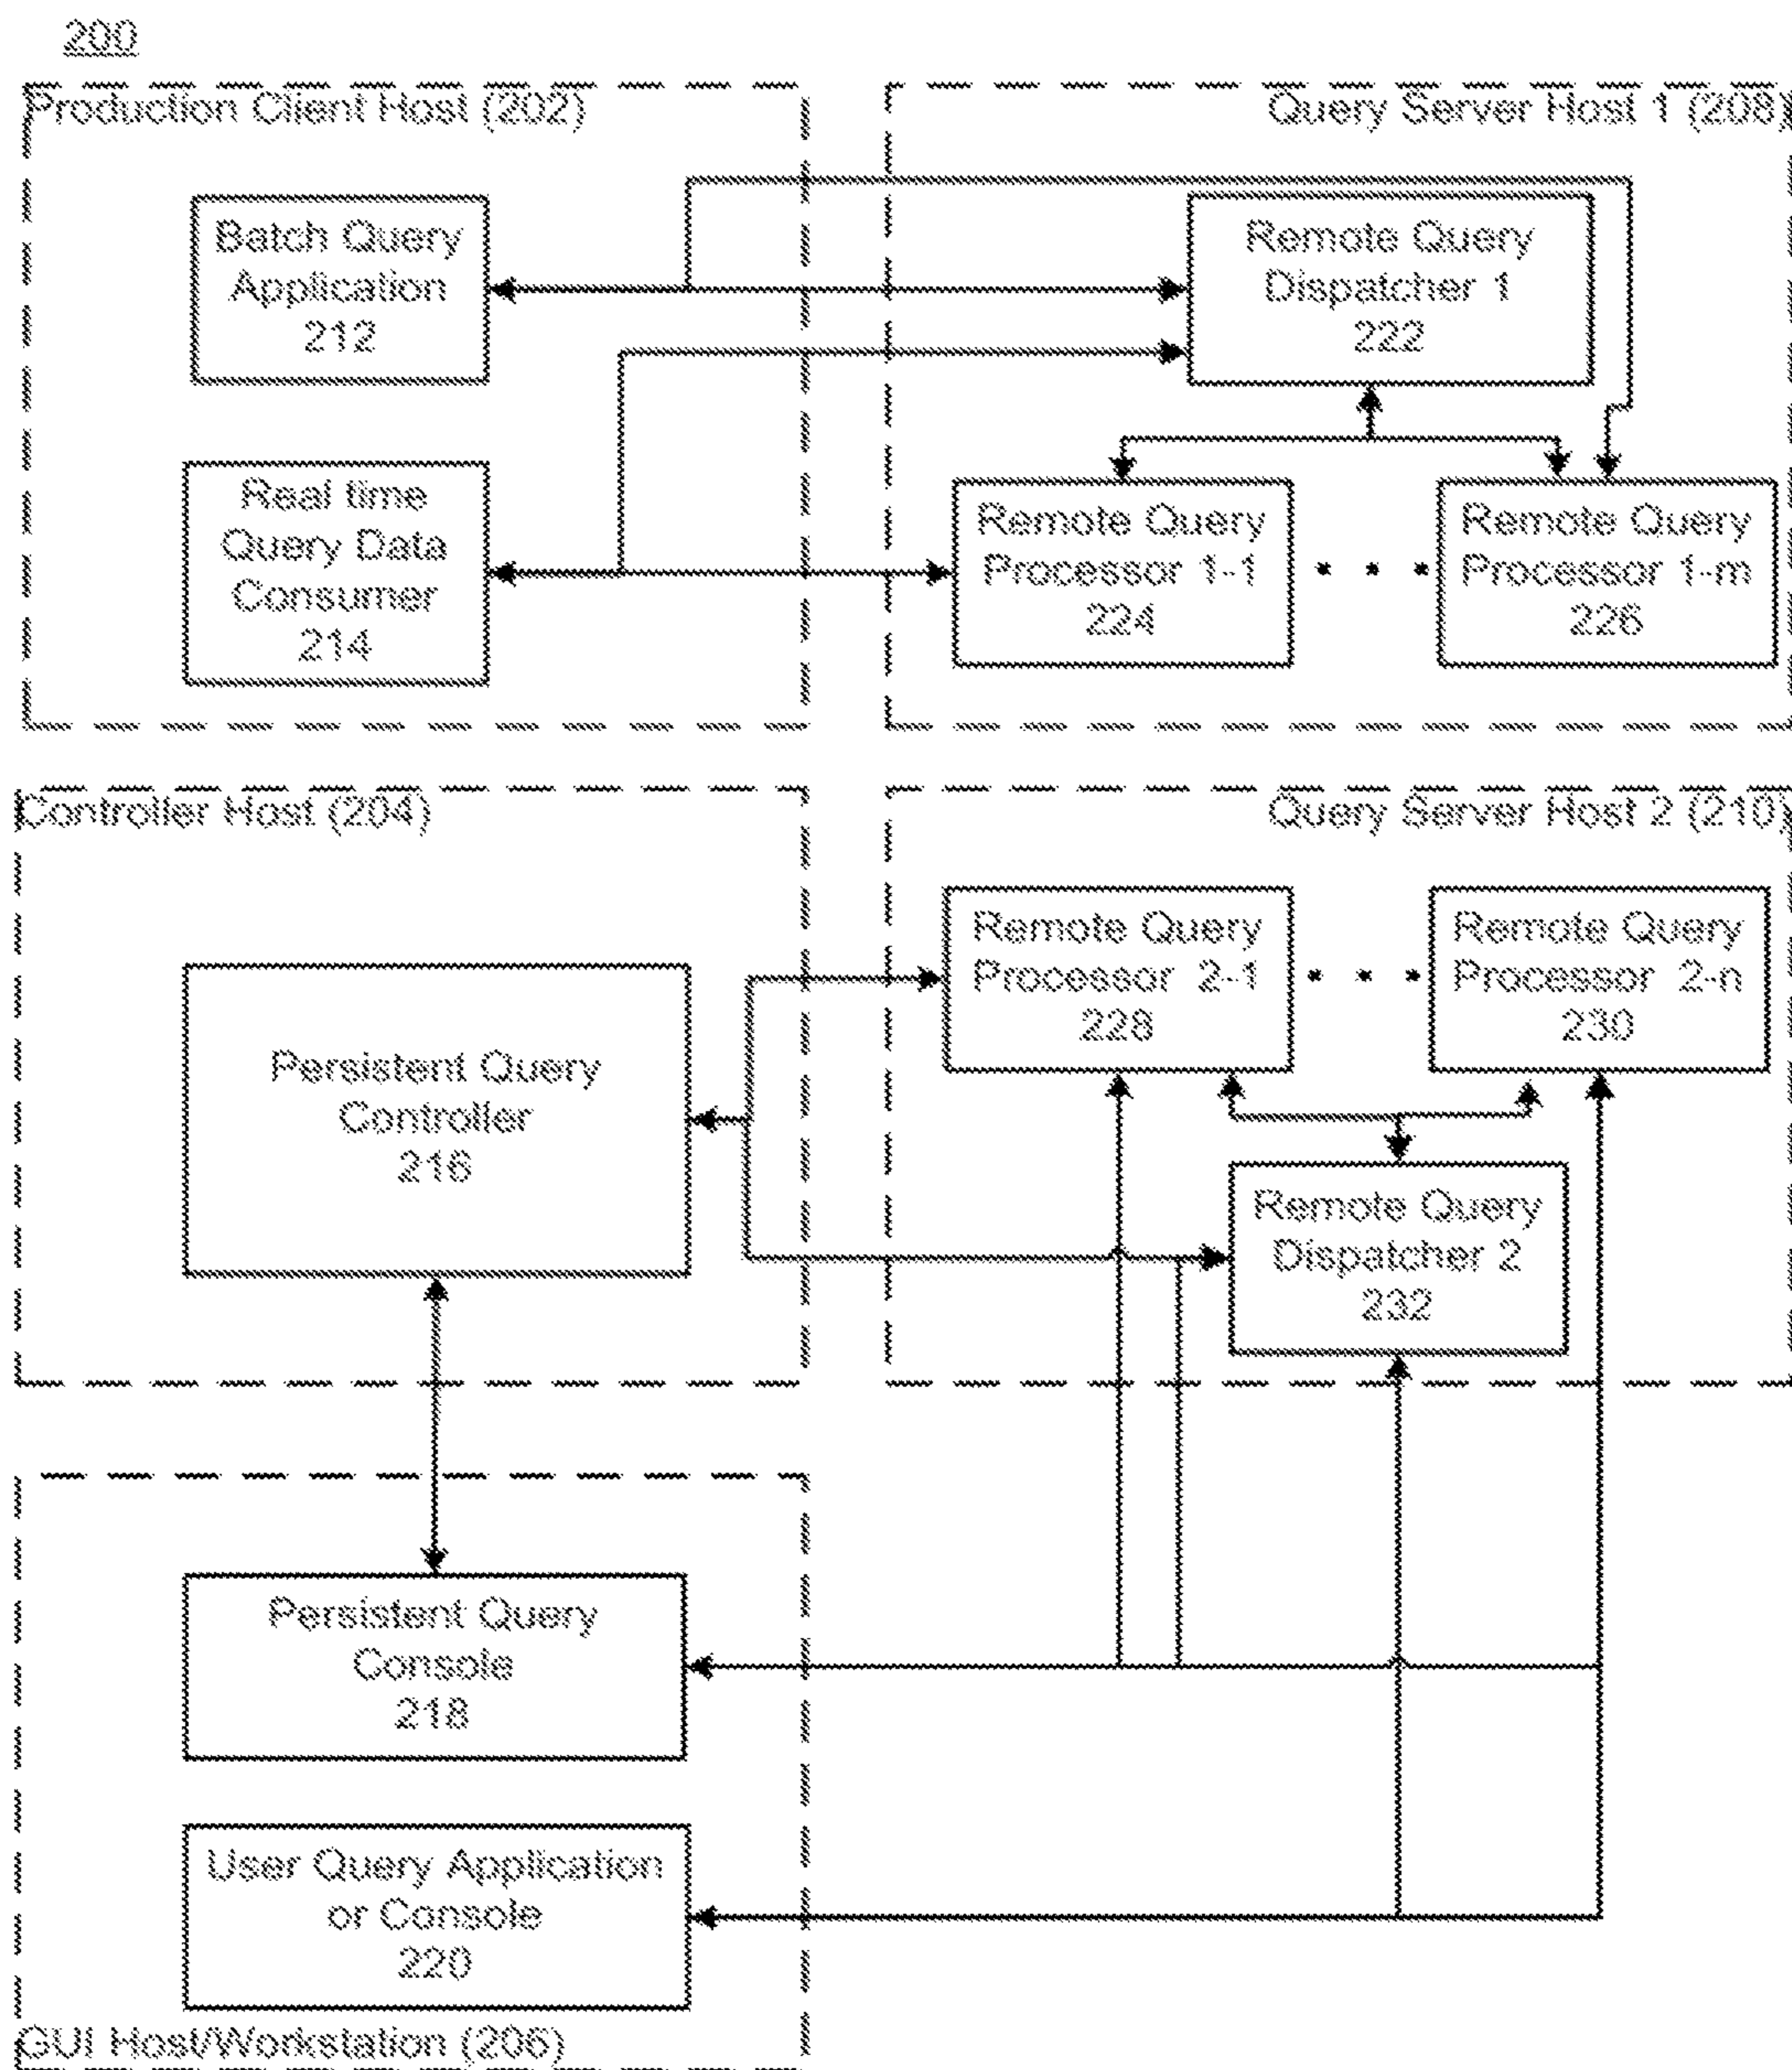 200
Production Client Host (202)
Query Server Host 1 (208)
Batch Query
Application
212
Remote Query
Dispatcher 1
222
Real time
Query Data
Consumer
214
Remote Query
Processor 1-1
224
. . .
Remote Query
Processor 1-m
226
Controller Host (204)
Query Server Host 2 (210)
Persistent Query
Controller
216
Remote Query
Processor 2-1
228
. . .
Remote Query
Processor 2-n
230
Remote Query
Dispatcher 2
232
Persistent Query
Console
218
User Query Application
or Console
220
GUI Host/Workstation (206)